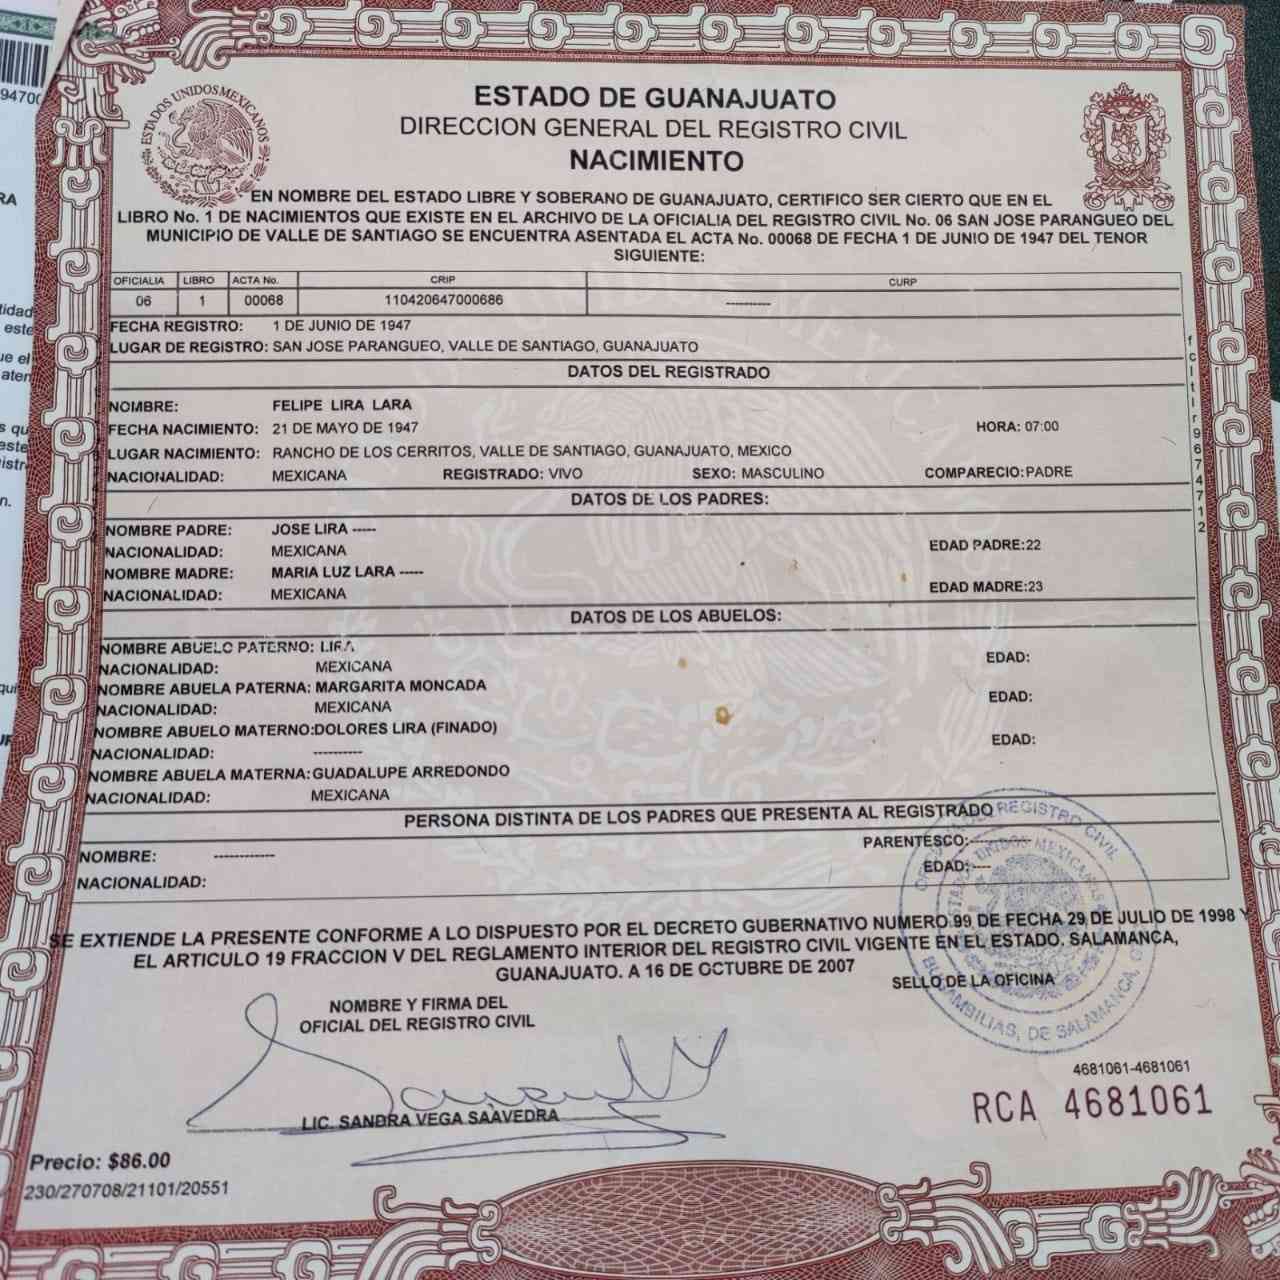 ESTADOS UNIDOS MEXICANOS
ESTADO DE GUANAJUATO
DIRECCION GENERAL DEL REGISTRO CIVIL
NACIMIENTO
EN NOMBRE DEL ESTADO LIBRE Y SOBERANO DE GUANAJUATO, CERTIFICO SER CIERTO QUE EN EL
LIBRO No. 1 DE NACIMIENTOS QUE EXISTE EN EL ARCHIVO DE LA OFICIALIA DEL REGISTRO CIVIL No. 06 SAN JOSE PARANGUEO DEL
MUNICIPIO DE VALLE DE SANTIAGO SE ENCUENTRA ASENTADA EL ACTA No. 00068 DE FECHA 1 DE JUNIO DE 1947 DEL TENOR
SIGUIENTE:
OFICIALIA LIBRO ACTA No. CRIP CURP
06 1 00068 110420647000686 -----------
FECHA REGISTRO: 1 DE JUNIO DE 1947
LUGAR DE REGISTRO: SAN JOSE PARANGUEO, VALLE DE SANTIAGO, GUANAJUATO
DATOS DEL REGISTRADO
NOMBRE: FELIPE LIRA LARA
FECHA NACIMIENTO: 21 DE MAYO DE 1947 HORA: 07:00
LUGAR NACIMIENTO: RANCHO DE LOS CERRITOS, VALLE DE SANTIAGO, GUANAJUATO, MEXICO
NACIONALIDAD: MEXICANA REGISTRADO: VIVO SEXO: MASCULINO COMPARECIO: PADRE
DATOS DE LOS PADRES:
NOMBRE PADRE: JOSE LIRA -----
NACIONALIDAD: MEXICANA EDAD PADRE:22
NOMBRE MADRE: MARIA LUZ LARA -----
NACIONALIDAD: MEXICANA EDAD MADRE:23
DATOS DE LOS ABUELOS:
NOMBRE ABUELO PATERNO: LIRA
NACIONALIDAD: MEXICANA EDAD:
NOMBRE ABUELA PATERNA: MARGARITA MONCADA
NACIONALIDAD: MEXICANA EDAD:
NOMBRE ABUELO MATERNO:DOLORES LIRA (FINADO)
NACIONALIDAD: ---------- EDAD:
NOMBRE ABUELA MATERNA: GUADALUPE ARREDONDO
NACIONALIDAD: MEXICANA
PERSONA DISTINTA DE LOS PADRES QUE PRESENTA AL REGISTRADO
PARENTESCO:----
NOMBRE: ------------
EDAD: ----
NACIONALIDAD:
SE EXTIENDE LA PRESENTE CONFORME A LO DISPUESTO POR EL DECRETO GUBERNATIVO NUMERO 99 DE FECHA 29 DE JULIO DE 1998 Y
EL ARTICULO 19 FRACCION V DEL REGLAMENTO INTERIOR DEL REGISTRO CIVIL VIGENTE EN EL ESTADO. SALAMANCA,
GUANAJUATO. A 16 DE OCTUBRE DE 2007
SELLO DE LA OFICINA
NOMBRE Y FIRMA DEL
OFICIAL DEL REGISTRO CIVIL
LIC. SANDRA VEGA SAAVEDRA
4681061-4681061
RCA 4681061
Precio: $86.00
230/270708/21101/20551
fcltlr9674712
REGISTRO CIVIL
ESTADOS UNIDOS MEXICANOS
DE SALAMANCA, G